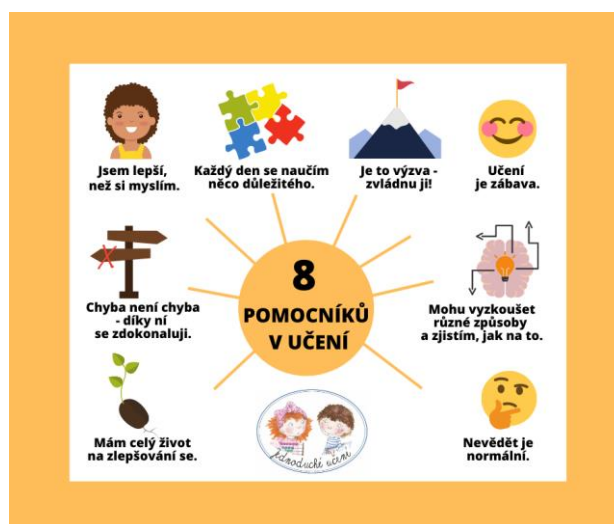 Jsem lepší,
než si myslím.
Každý den se naučím
něco důležitého.
Je to výzva -
zvládnu ji!
Učení
je zábava.
8
POMOCNÍKŮ
V UČENÍ
Chyba není chyba
- díky ní
se zdokonaluji.
Mohu vyzkoušet
různé způsoby
a zjistím, jak na to.
Mám celý život
na zlepšování se.
jednoduché učení
Nevědět je
normální.